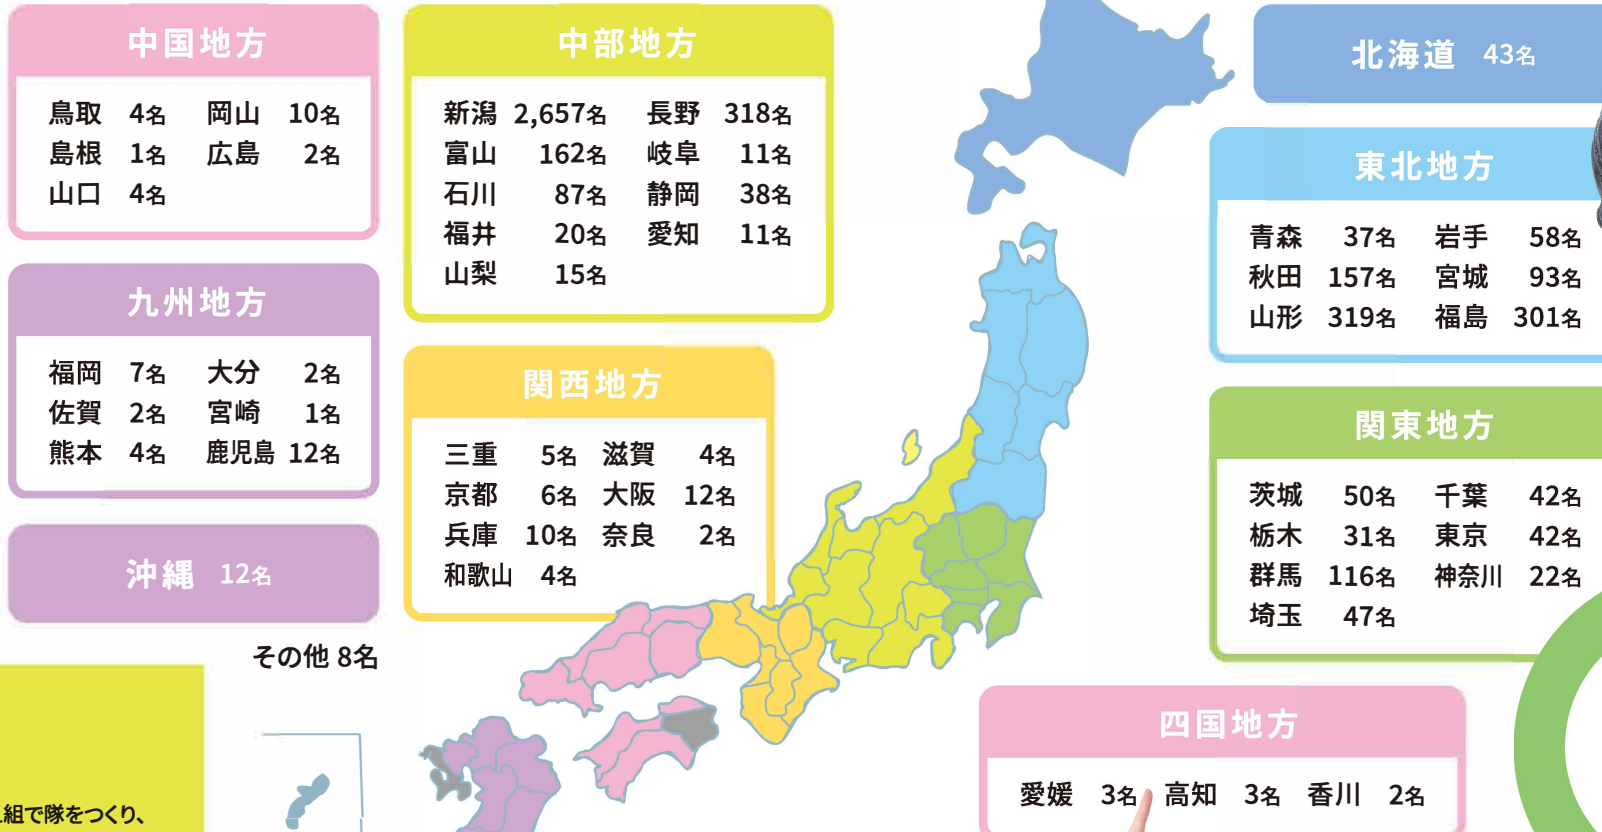 中国地方
鳥取 4名 岡山 10名
島根 1名 広島 2名
山口 4名
九州地方
福岡 7名 大分 2名
佐賀 2名 宮崎 1名
熊本 4名 鹿児島 12名
沖縄 12名
その他 8名
組で隊をつくり、
中部地方
新潟 2,657名 長野 318名
富山 162名 岐阜 11名
石川 87名 静岡 38名
福井 20名 愛知 11名
山梨 15名
関西地方
三重 5名 滋賀 4名
京都 6名 大阪 12名
兵庫 10名 奈良 2名
和歌山 4名
北海道 43名
東北地方
青森 37名 岩手 58名
秋田 157名 宮城 93名
山形 319名 福島 301名
関東地方
茨城 50名 千葉 42名
栃木 31名 東京 42名
群馬 116名 神奈川 22名
埼玉 47名
四国地方
愛媛 3名 高知 3名 香川 2名